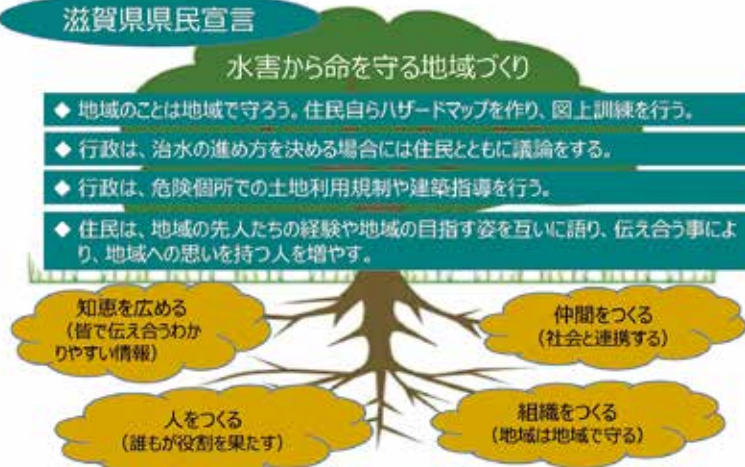 滋賀県県民宣言
水害から命を守る地域づくり
◆ 地域のことは地域で守ろう。住民自らハザードマップを作り、図上訓練を行う。
◆ 行政は、治水の進め方を決める場合には住民とともに議論をする。
◆ 行政は、危険個所での土地利用規制や建築指導を行う。
◆ 住民は、地域の先人たちの経験や地域の目指す姿を互いに語り、伝え合う事によ
り、地域への思いを持つ人を増やす。
知恵を広める
(皆で伝え合うわか
りやすい情報)
仲間をつくる
(社会と連携する)
人をつくる
(誰もが役割を果たす)
組織をつくる
(地域は地域で守る)